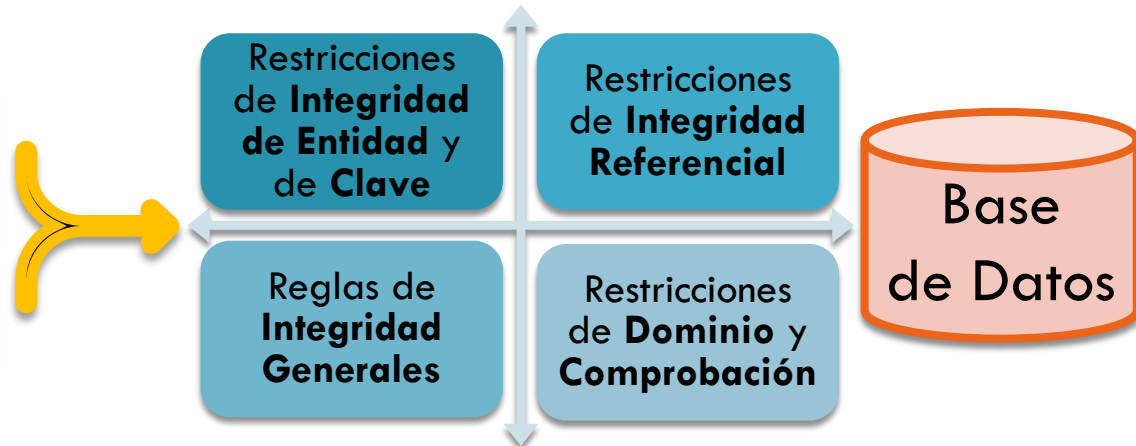 Restricciones
de Integridad
de Entidad y
de Clave
Restricciones
de Integridad
Referencial
Reglas de
Integridad
Generales
Restricciones
de Dominio y
Comprobación
Base
de Datos